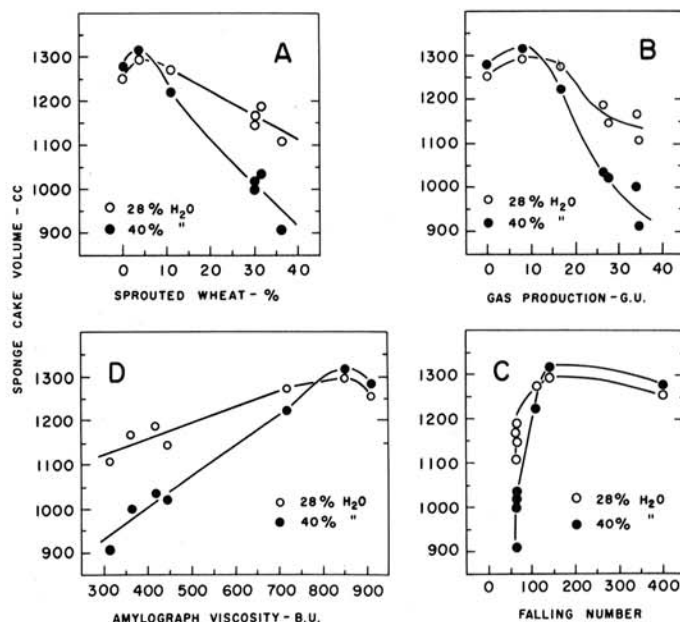 SPONGE CAKE VOLUME - CC
A
1300
1200
1100
1000
900
28% H₂O
40% "
0 10 20 30 40
SPROUTED WHEAT - %
B
1300
1200
1100
1000
900
28% H₂O
40% "
0 10 20 30 40
GAS PRODUCTION - G.U.
D
1300
1200
1100
1000
900
28% H₂O
40% "
300 400 500 600 700 800 900
AMYLOGRAPH VISCOSITY - B.U.
C
1300
1200
1100
1000
900
28% H₂O
40% "
0 100 200 300 400
FALLING NUMBER